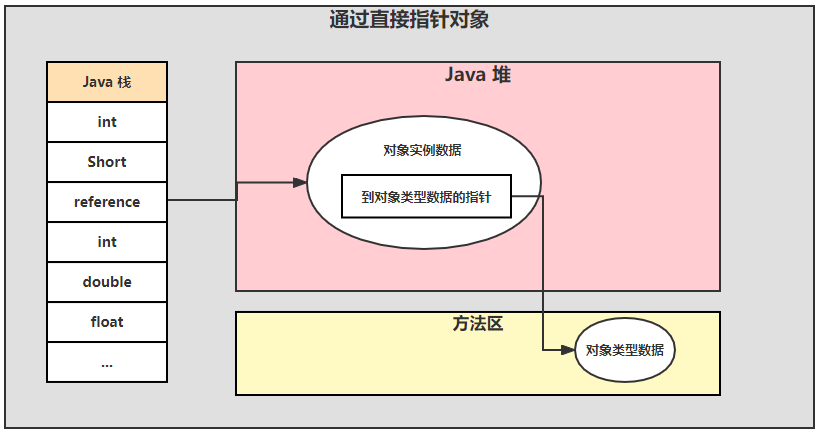 通过直接指针对象
Java 栈
int
Short
reference
int
double
float
...
Java 堆
对象实例数据
到对象类型数据的指针
方法区
对象类型数据